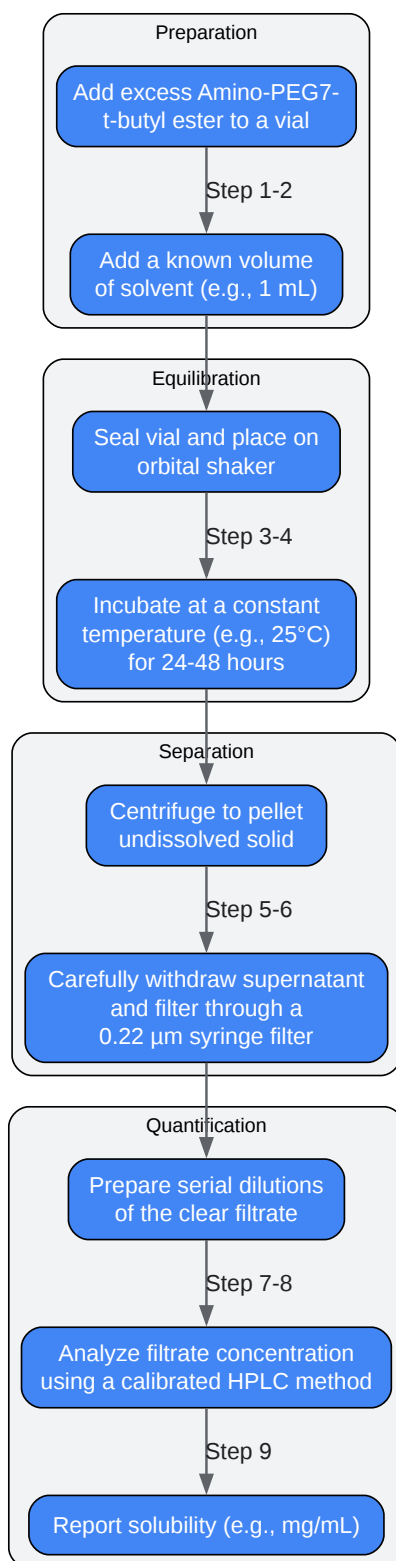 Preparation
Add excess Amino-PEG7-
t-butyl ester to a vial
Step 1-2
Add a known volume
of solvent (e.g., 1 mL)
Equilibration
Seal vial and place on
orbital shaker
Step 3-4
Incubate at a constant
temperature (e.g., 25°C)
for 24-48 hours
Separation
Centrifuge to pellet
undissolved solid
Step 5-6
Carefully withdraw supernatant
and filter through a
0.22 µm syringe filter
Quantification
Prepare serial dilutions
of the clear filtrate
Step 7-8
Analyze filtrate concentration
using a calibrated HPLC method
Step 9
Report solubility (e.g., mg/mL)